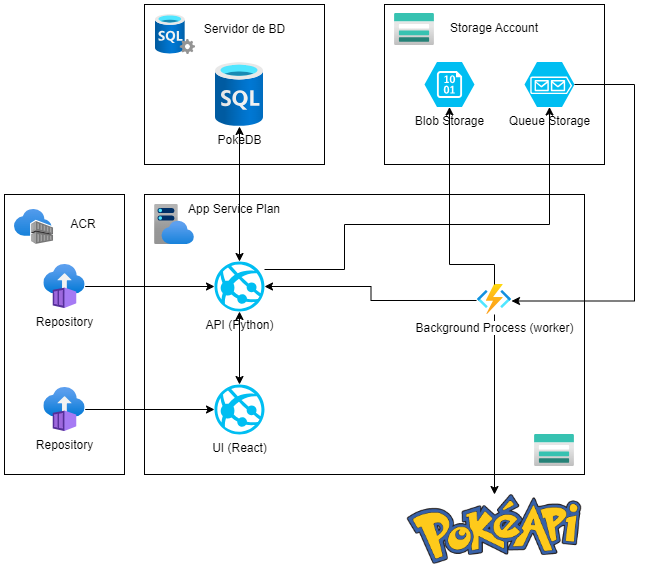 Servidor de BD
SQL
SQL
PokeDB
Storage Account
10
01
Blob Storage
Queue Storage
ACR
Repository
Repository
App Service Plan
API (Python)
UI (React)
Background Process (worker)
PokéApi